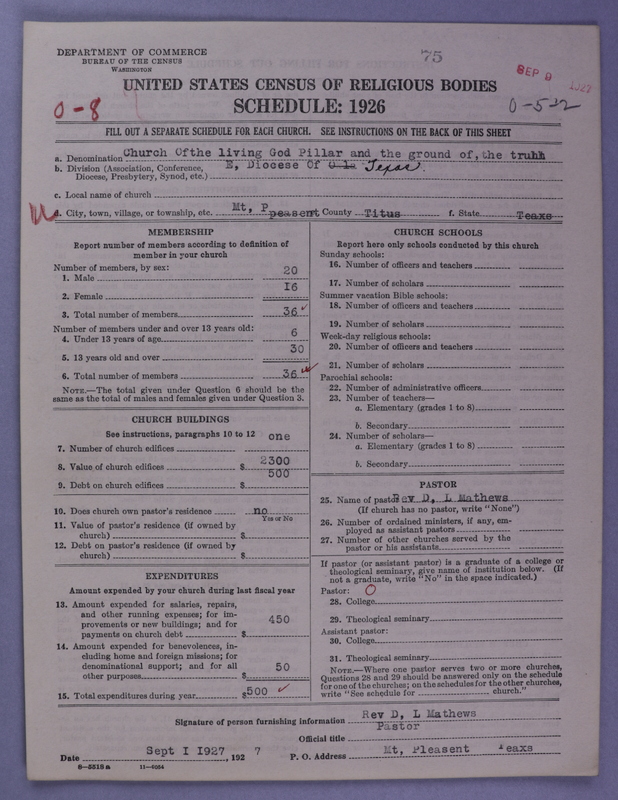 DEPARTMENT OF COMMERCE
BUREAU OF THE CENSUS
WASHINGTON
75
SEP 9 1927
UNITED STATES CENSUS OF RELIGIOUS BODIES
SCHEDULE: 1926
0-8
0-532
FILL OUT A SEPARATE SCHEDULE FOR EACH CHURCH. SEE INSTRUCTIONS ON THE BACK OF THIS SHEET
a. Denomination Church Ofthe living God Pillar and the ground of, the truhh
b. Division (Association, Conference, Diocese, Presbytery, Synod, etc.) E, Diocese Of Texas.
c. Local name of church
d. City, town, village, or township, etc. Mt, P peasent County Titus f. State Teaxs
MEMBERSHIP
Report number of members according to definition of
member in your church
Number of members, by sex:
1. Male 20
2. Female 16
3. Total number of members 36
Number of members under and over 13 years old:
4. Under 13 years of age 6
5. 13 years old and over 30
6. Total number of members 36
NOTE.—The total given under Question 6 should be the
same as the total of males and females given under Question 3.
CHURCH BUILDINGS
See instructions, paragraphs 10 to 12
7. Number of church edifices one
8. Value of church edifices $ 2300
9. Debt on church edifices $ 500
10. Does church own pastor's residence no
Yes or No
11. Value of pastor's residence (if owned by
church) $
12. Debt on pastor's residence (if owned by
church) $
EXPENDITURES
Amount expended by your church during last fiscal year
13. Amount expended for salaries, repairs,
and other running expenses; for im-
provements or new buildings; and for
payments on church debt $ 450
14. Amount expended for benevolences, in-
cluding home and foreign missions; for
denominational support; and for all
other purposes $ 50
15. Total expenditures during year $500
CHURCH SCHOOLS
Report here only schools conducted by this church
Sunday schools:
16. Number of officers and teachers
17. Number of scholars
Summer vacation Bible schools:
18. Number of officers and teachers
19. Number of scholars
Week-day religious schools:
20. Number of officers and teachers
21. Number of scholars
Parochial schools:
22. Number of administrative officers
23. Number of teachers—
a. Elementary (grades 1 to 8)
b. Secondary
24. Number of scholars—
a. Elementary (grades 1 to 8)
b. Secondary
PASTOR
25. Name of pastor Rev D, L Mathews
(If church has no pastor, write "None")
26. Number of ordained ministers, if any, em-
ployed as assistant pastors
27. Number of other churches served by the
pastor or his assistants
If pastor (or assistant pastor) is a graduate of a college or
theological seminary, give name of institution below. (If
not a graduate, write "No" in the space indicated.)
Pastor: O
28. College
29. Theological seminary
Assistant pastor:
30. College
31. Theological seminary
NOTE.—Where one pastor serves two or more churches,
Questions 28 and 29 should be answered only on the schedule
for one of the churches; on the schedules for the other churches,
write "See schedule for church."
Signature of person furnishing information Rev D, L Mathews
Official title Pastor
Date Sept I 1927, 192 7 P. O. Address Mt, Pleasent Teaxs
8-5515 a 11-6054